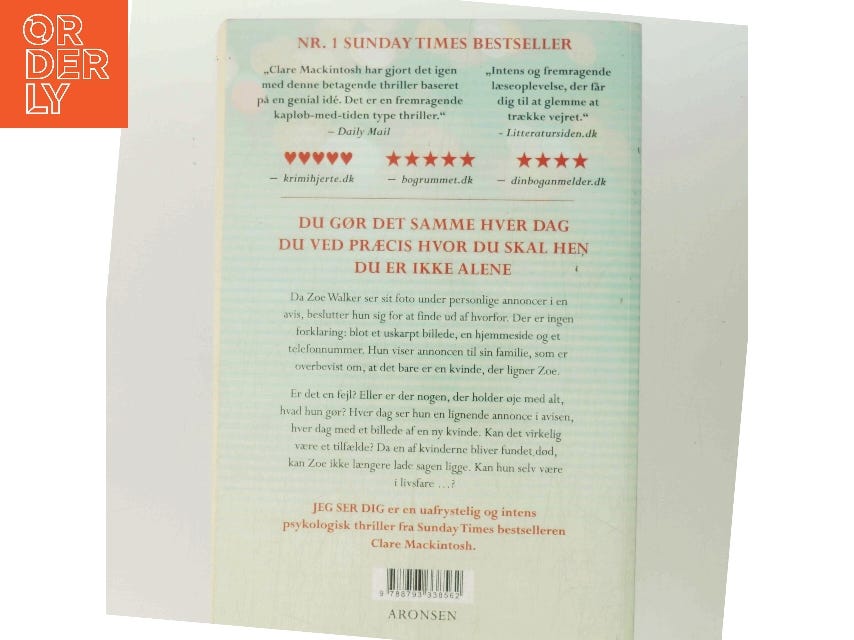 OR
DER
LY
NR. 1 SUNDAY TIMES BESTSELLER
„Clare Mackintosh har gjort det igen
med denne betagende thriller baseret
på en genial idé. Det er en fremragende
kapløb-med-tiden type thriller.“
– Daily Mail
„Intens og fremragende
læseoplevelse, der får
dig til at glemme at
trække vejret.“
- Litteratursiden.dk
♥♥♥♥♥
– krimihjerte.dk
★★★★★
– bogrummet.dk
★★★★
– dinboganmelder.dk
DU GØR DET SAMME HVER DAG
DU VED PRÆCIS HVOR DU SKAL HEN
DU ER IKKE ALENE
Da Zoe Walker ser sit foto under personlige annoncer i en
avis, beslutter hun sig for at finde ud af hvorfor. Der er ingen
forklaring: blot et uskarpt billede, en hjemmeside og et
telefonnummer. Hun viser annoncen til sin familie, som er
overbevist om, at det bare er en kvinde, der ligner Zoe.
Er det en fejl? Eller er der nogen, der holder øje med alt,
hvad hun gør? Hver dag ser hun en lignende annonce i avisen,
hver dag med et billede af en ny kvinde. Kan det virkelig
være et tilfælde? Da en af kvinderne bliver fundet død,
kan Zoe ikke længere lade sagen ligge. Kan hun selv være
i livsfare …?
JEG SER DIG er en uafrystelig og intens
psykologisk thriller fra Sunday Times bestselleren
Clare Mackintosh.
9 788793 338562
ARONSEN